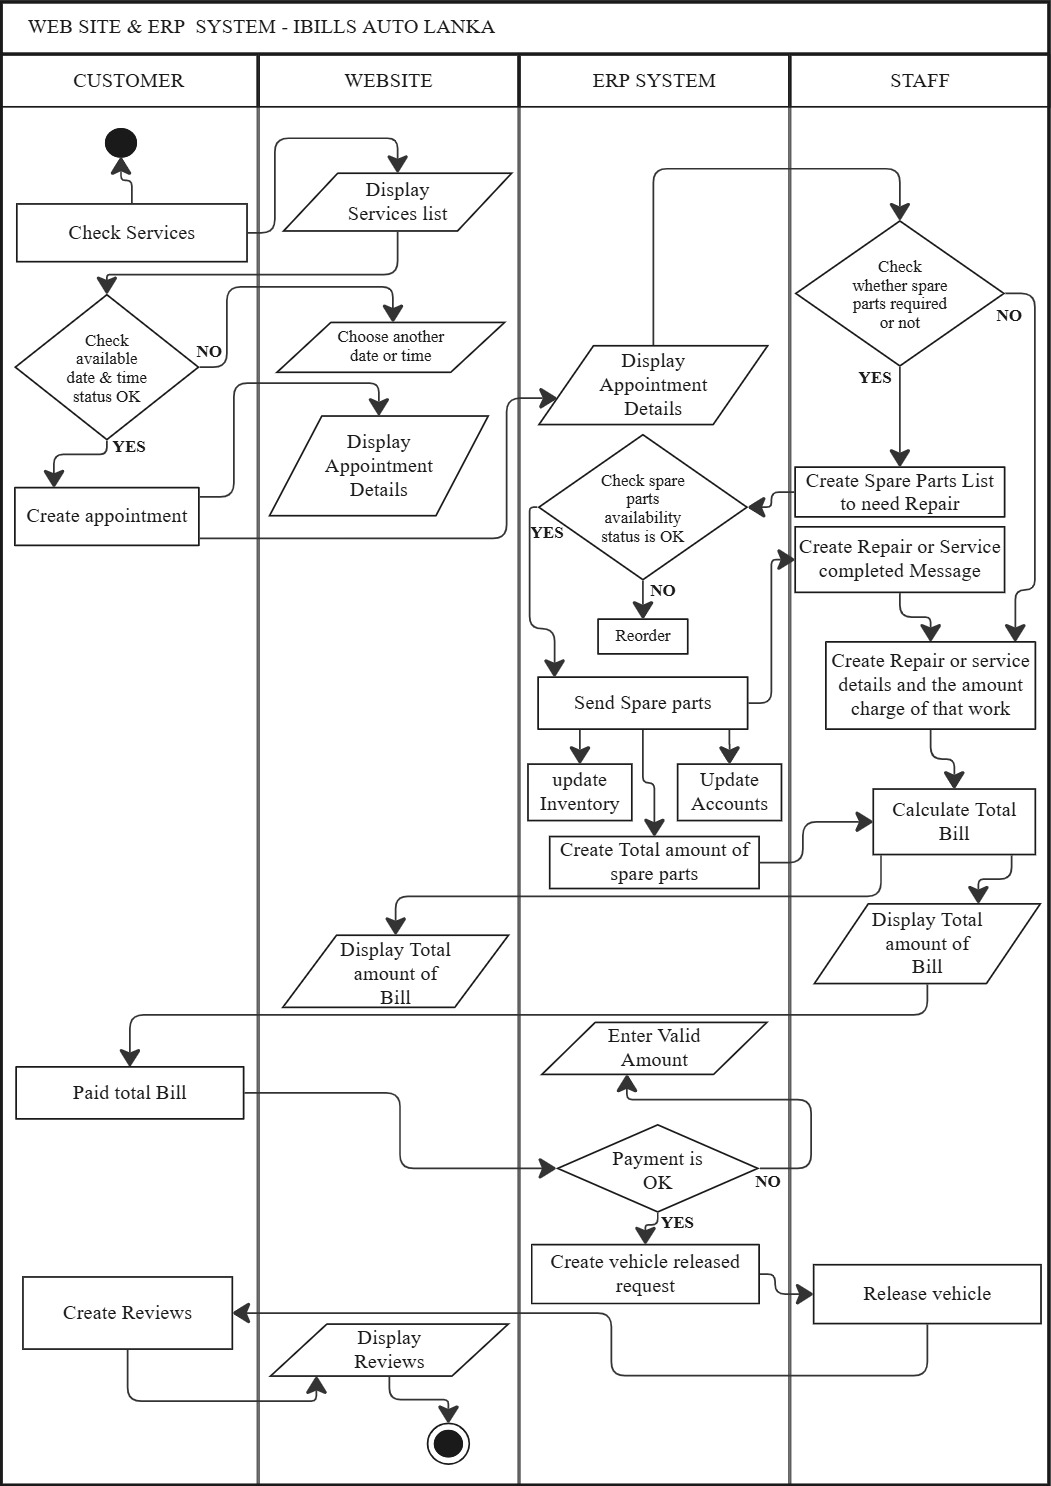 WEB SITE & ERP  SYSTEM - IBILLS AUTO LANKA
CUSTOMER
WEBSITE
ERP SYSTEM
STAFF
Check Services
Display
Services list
Check
available
date & time
status OK
NO
YES
Choose another
date or time
Display
Appointment
Details
Create appointment
Display
Appointment
Details
Check
whether spare
parts required
or not
NO
YES
Check spare
parts
availability
status is OK
YES
NO
Create Spare Parts List
to need Repair
Create Repair or Service
completed Message
Reorder
Send Spare parts
Create Repair or service
details and the amount
charge of that work
update
Inventory
Update
Accounts
Calculate Total
Bill
Create Total amount of
spare parts
Display Total
amount of
Bill
Display Total
amount of
Bill
Enter Valid
Amount
Paid total Bill
Payment is
OK
NO
YES
Create vehicle released
request
Release vehicle
Create Reviews
Display
Reviews